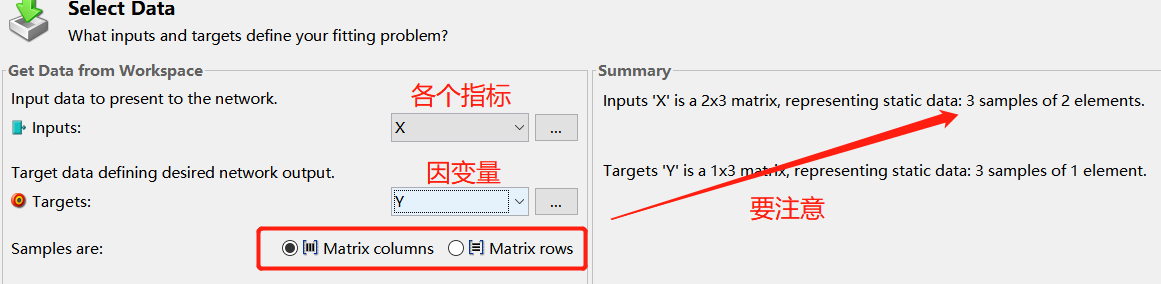 Select Data
What inputs and targets define your fitting problem?
Get Data from Workspace
Input data to present to the network.
各个指标
Inputs:
X
...
Target data defining desired network output.
因变量
Targets:
Y
...
Samples are:
Matrix columns
Matrix rows
Summary
Inputs 'X' is a 2x3 matrix, representing static data: 3 samples of 2 elements.
Targets 'Y' is a 1x3 matrix, representing static data: 3 samples of 1 element.
要注意